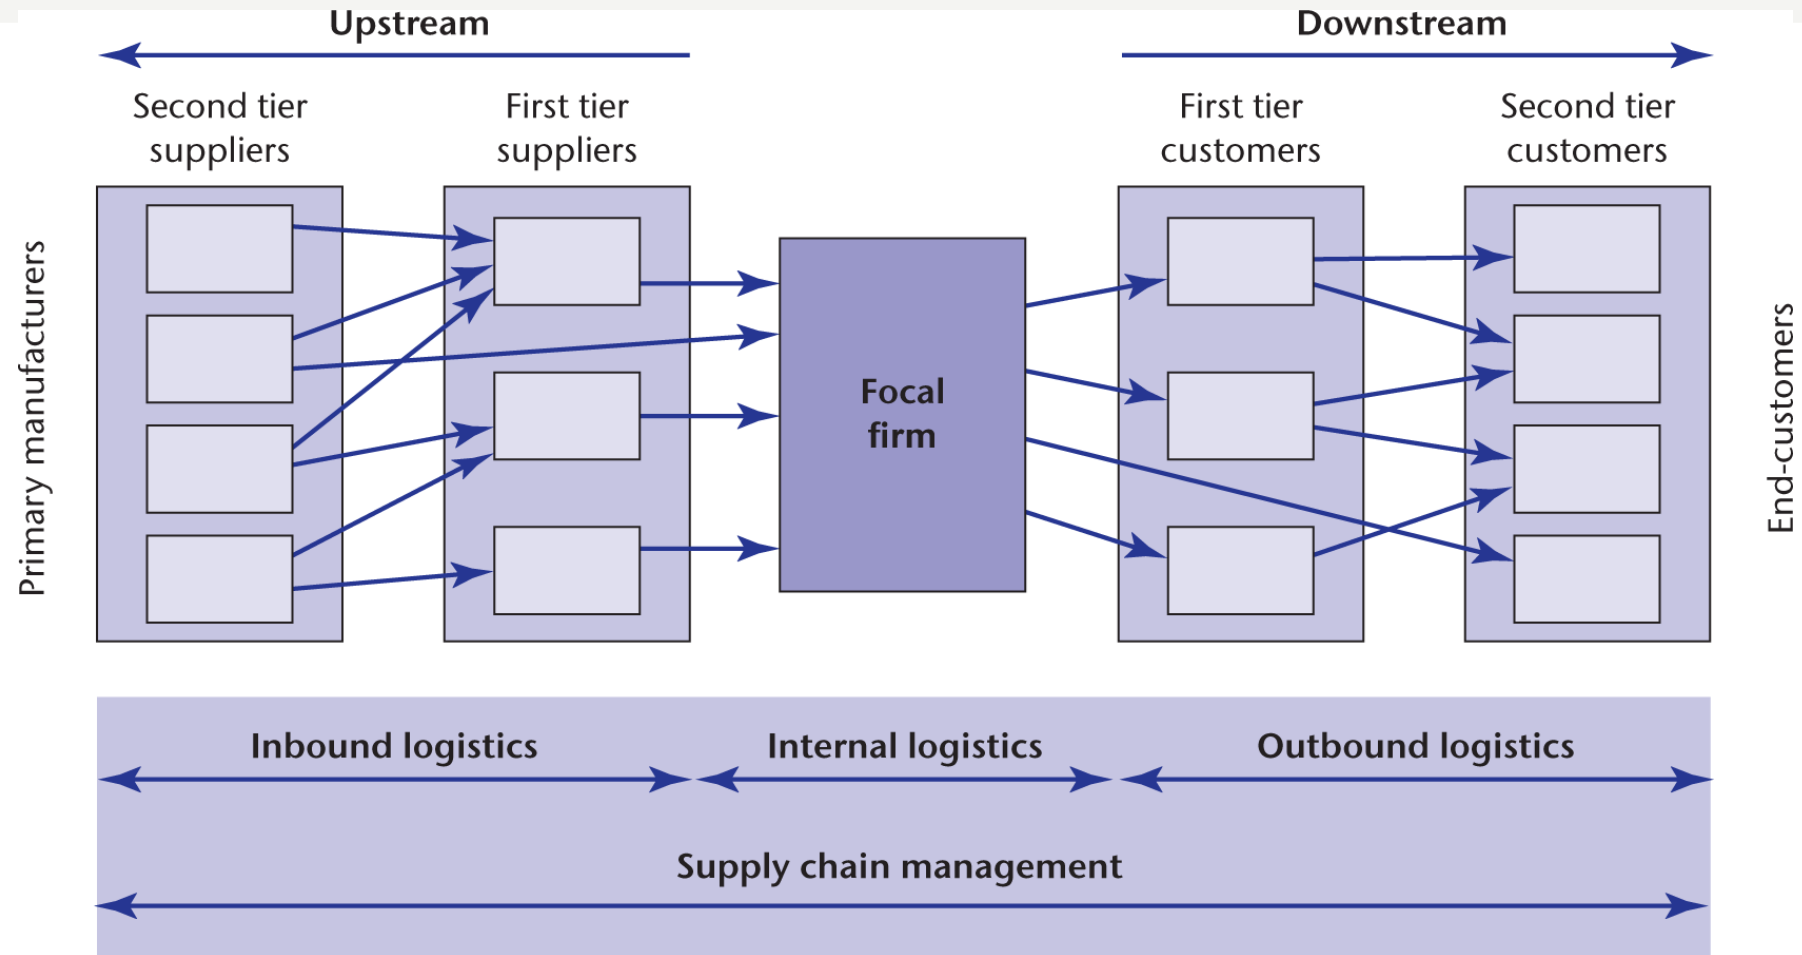 Upstream
Downstream
Second tier
suppliers
First tier
suppliers
First tier
customers
Second tier
customers
Primary manufacturers
Focal
firm
End-customers
Inbound logistics
Internal logistics
Outbound logistics
Supply chain management